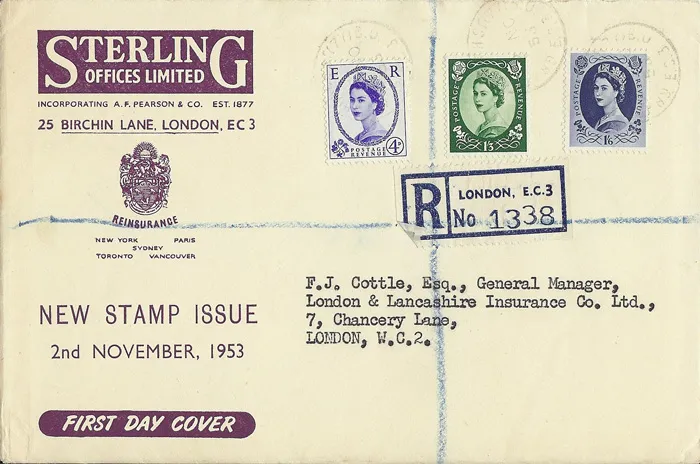 STERLING
OFFICES LIMITED
INCORPORATING A.F. PEARSON & CO. EST. 1877
25 BIRCHIN LANE, LONDON, EC3
REINSURANCE
NEW YORK PARIS
SYDNEY
TORONTO VANCOUVER
NEW STAMP ISSUE
2nd NOVEMBER, 1953
FIRST DAY COVER
E R
4D
POSTAGE
REVENUE
POSTAGE REVENUE
1/3
POSTAGE REVENUE
1/6
R
LONDON, E.C.3
No 1338
F.J. Cottle, Esq., General Manager,
London & Lancashire Insurance Co. Ltd.,
7, Chancery Lane,
LONDON, W.C.2.